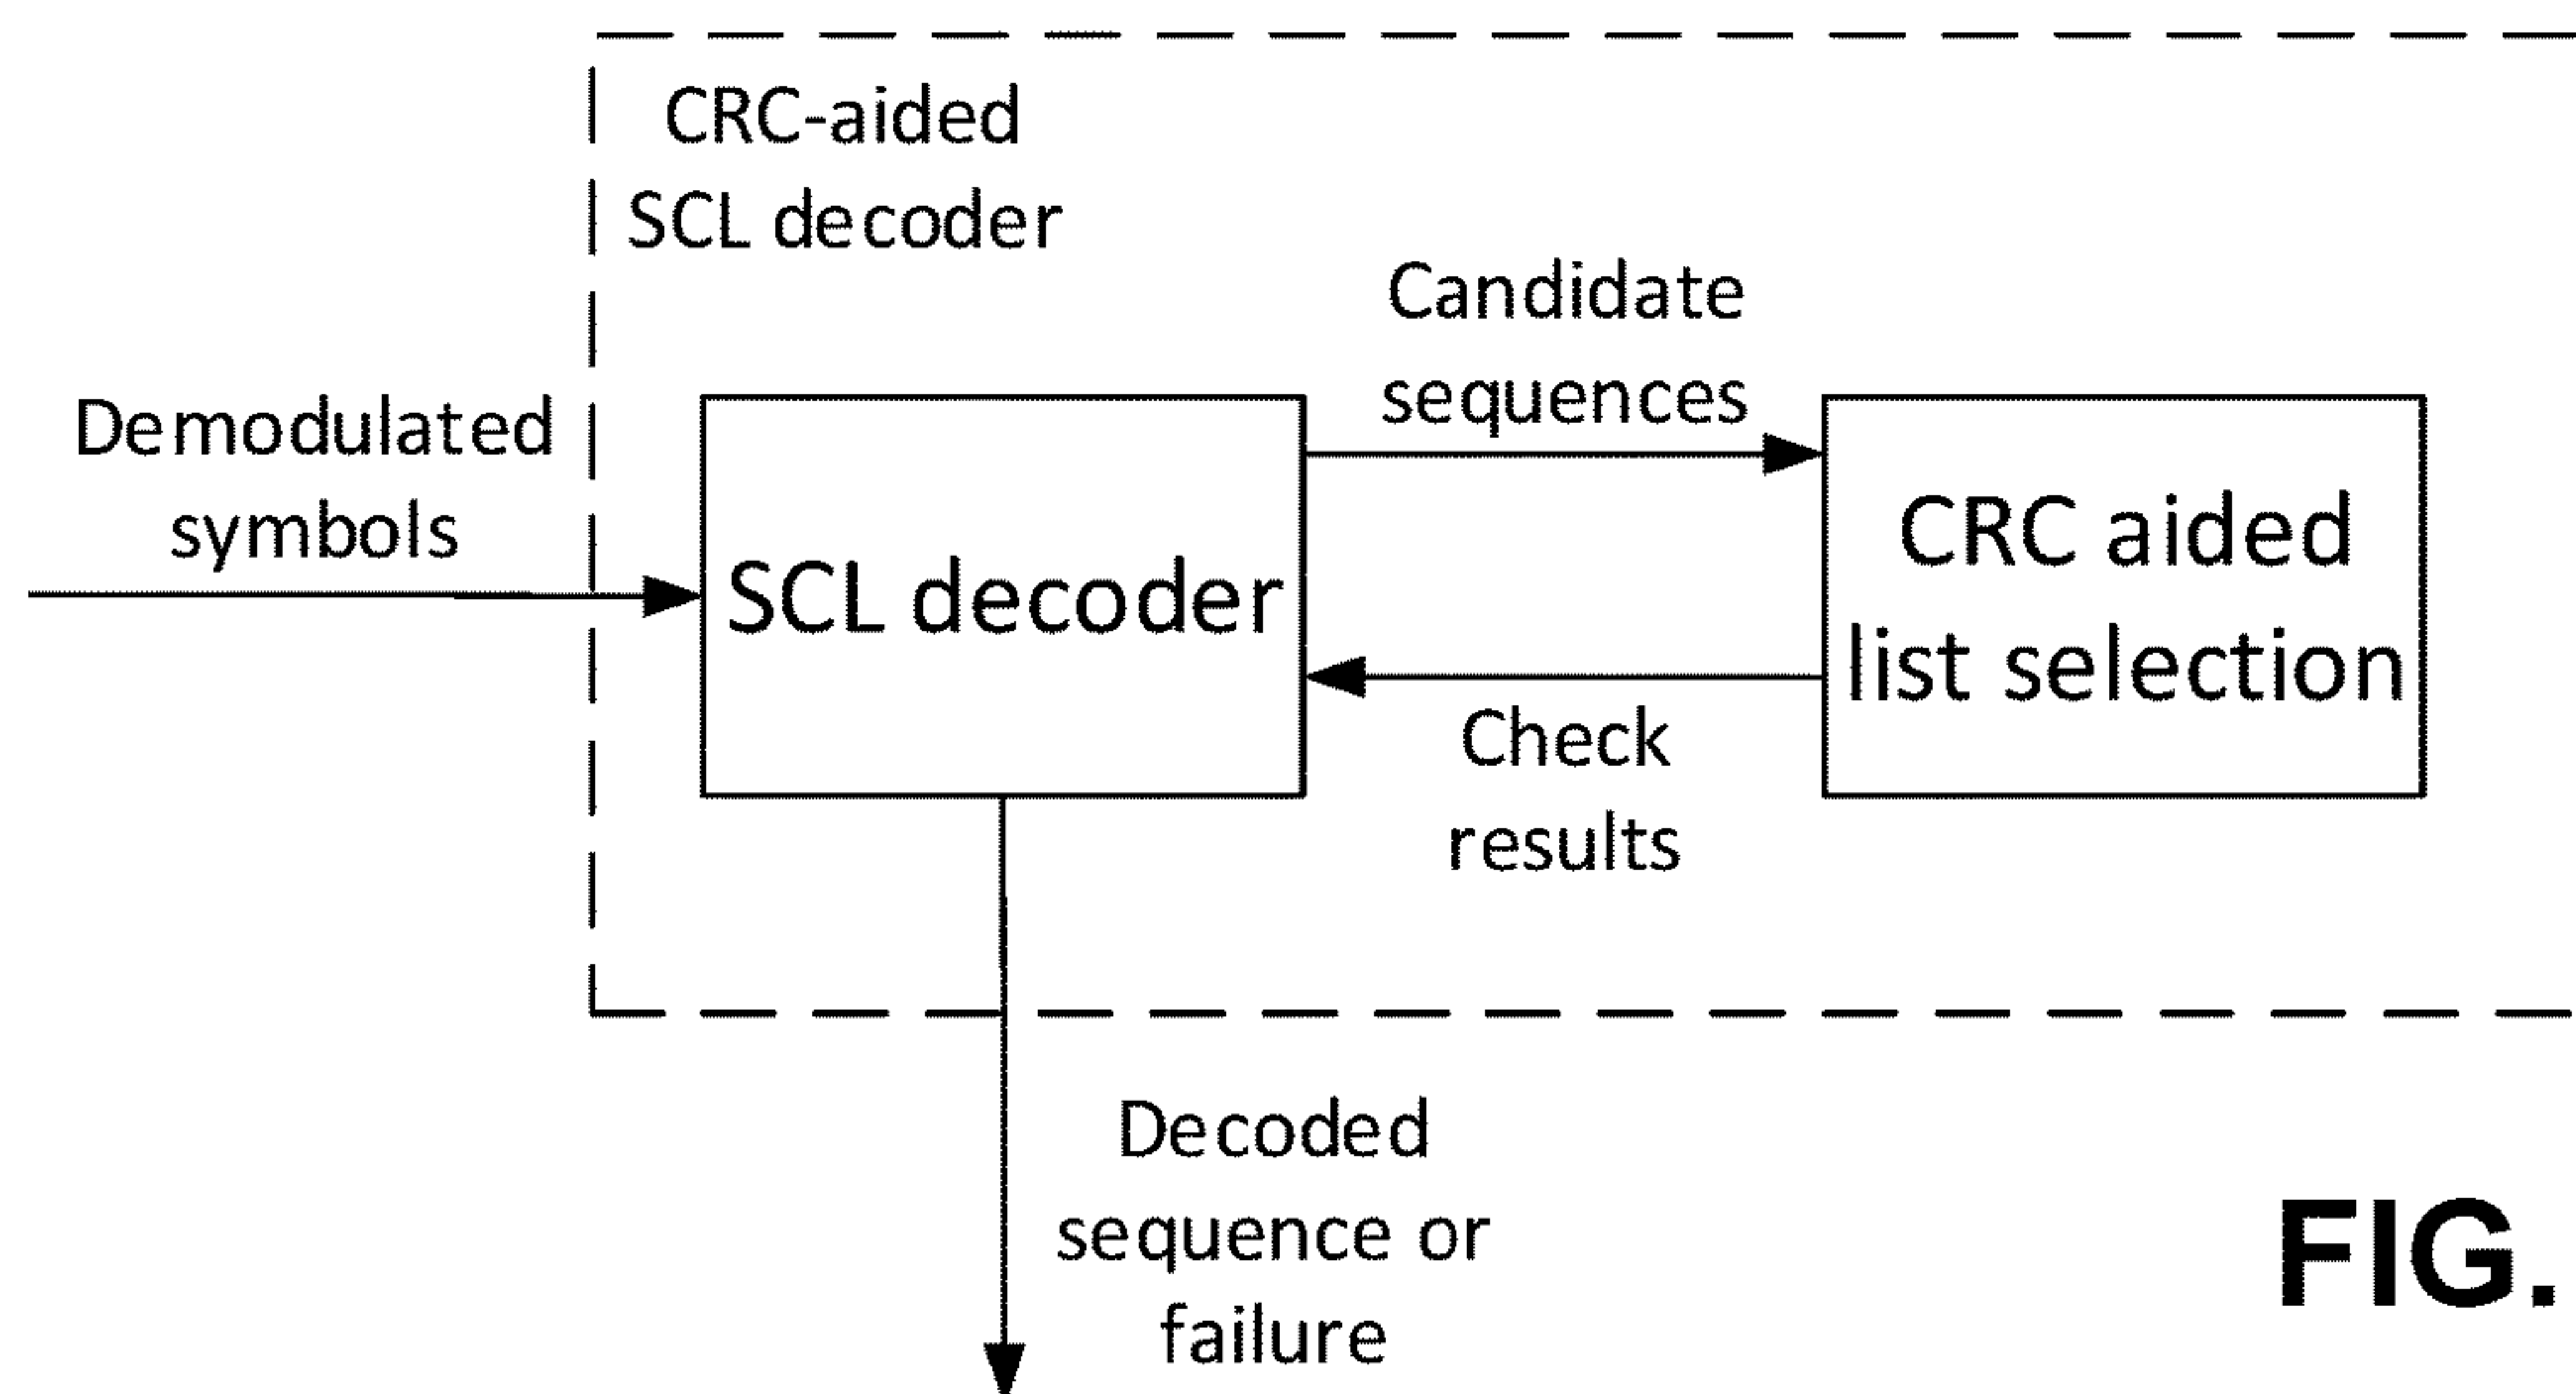 CRC-aided
SCL decoder
Candidate
sequences
Demodulated
symbols
SCL decoder
CRC aided
list selection
Check
results
Decoded
sequence or
failure
FIG.